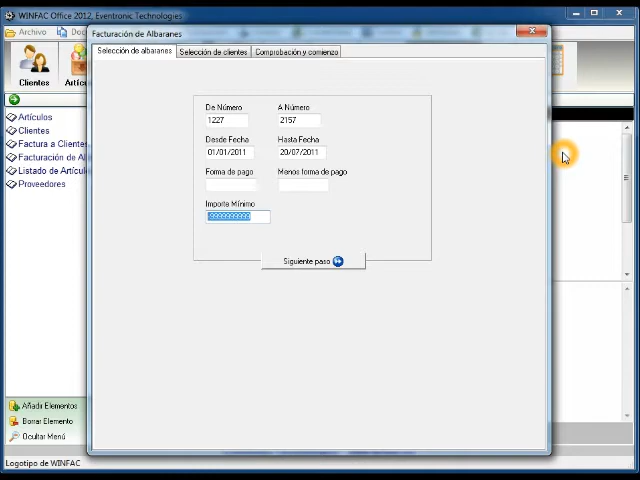 WINFAC Office 2012, Eventronic Technologies
Archivo
Facturación de Albaranes
Selección de albaranes
Selección de clientes
Comprobación y comienzo
Clientes
Artículos
Clientes
Factura a Clientes
Facturación de Al
Listado de Artícul
Proveedores
De Número
A Número
1227
2157
Desde Fecha
Hasta Fecha
01/01/2011
20/07/2011
Forma de pago
Menos forma de pago
Importe Mínimo
Siguiente paso
Añadir Elementos
Borrar Elemento
Ocultar Menú
Logotipo de WINFAC